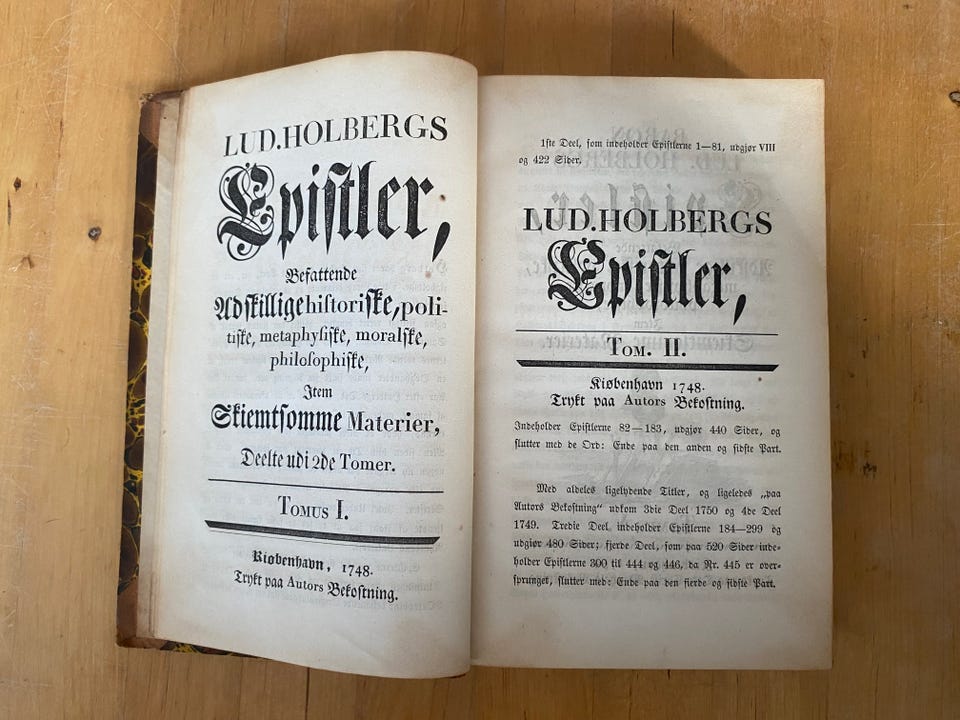 LUD.HOLBERGS
Epiſtler,
Befattende
Adſkillige hiſtoriſke, poli-
tiſke, metaphyſiſke, moralſke,
philoſophiſke,
Item
Skiemtſomme Materier,
Deelte udi 2de Tomer.
TOMUS I.
Kiøbenhavn, 1748.
Trykt paa Autors Bekoſtning.
1ſte Deel, ſom indeholder Epiſtlerne 1—81, udgjør VIII
og 422 Sider.
LUD.HOLBERGS
Epiſtler,
TOM. II.
Kiøbenhavn 1748.
Trykt paa Autors Bekoſtning.
Indeholder Epiſtlerne 82—183, udgjør 440 Sider, og
ſlutter med de Ord: Ende paa den anden og ſidſte Part.
Med aldeles ligelydende Titler, og ligeledes „paa
Autors Bekoſtning“ udkom 3die Deel 1750 og 4de Deel
1749. Tredie Deel indeholder Epiſtlerne 184—299 og
udgjør 480 Sider; fjerde Deel, ſom paa 520 Sider inde-
holder Epiſtlerne 300 til 444 og 446, da Nr. 445 er over-
ſprunget, ſlutter med: Ende paa den fierde og ſidſte Part.